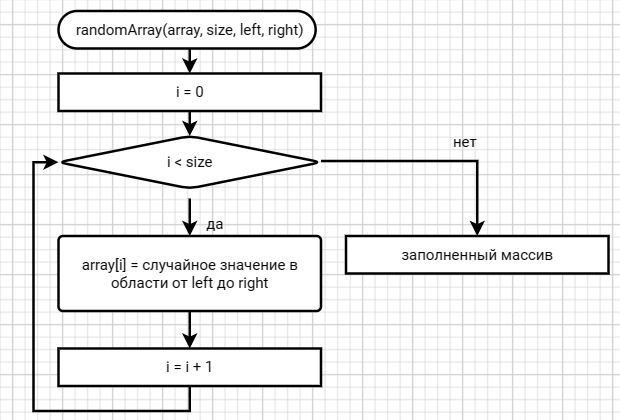 randomArray(array, size, left, right)
i = 0
i < size
нет
да
array[i] = случайное значение в
области от left до right
заполненный массив
i = i + 1